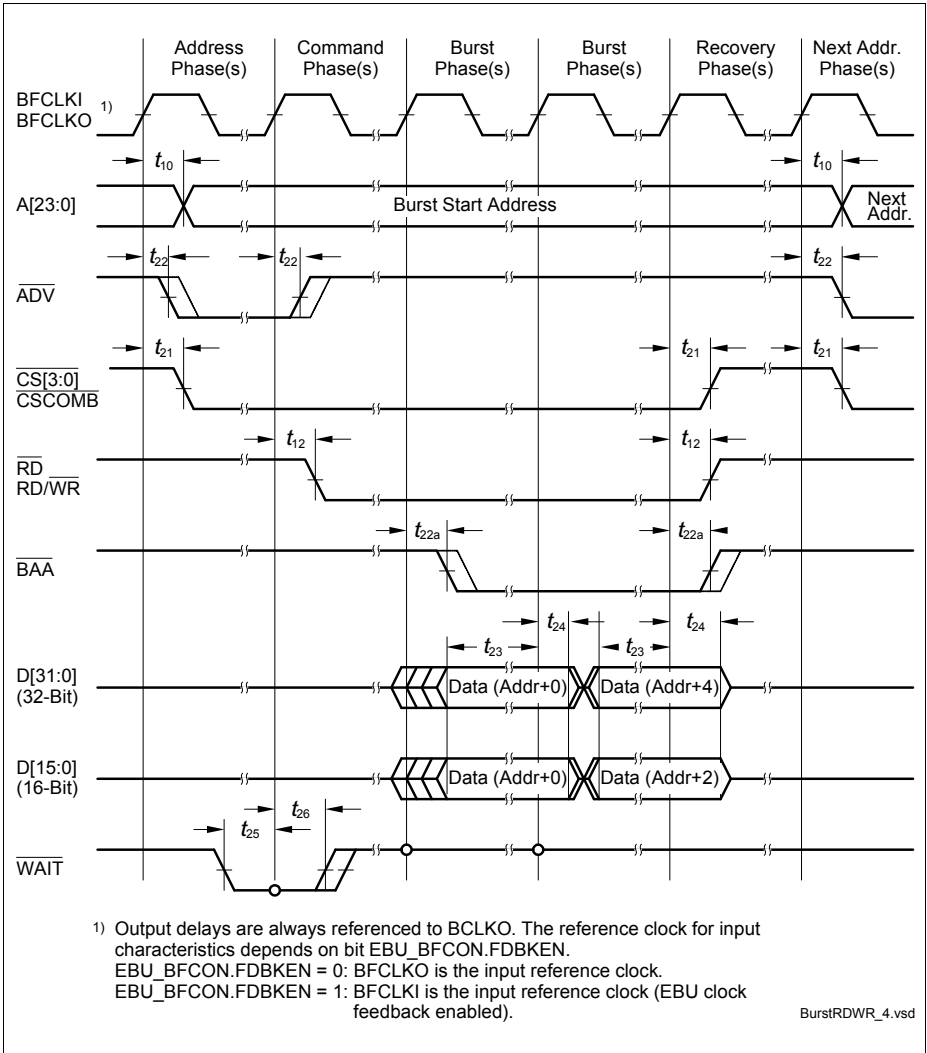 Address Phase(s)
Command Phase(s)
Burst Phase(s)
Burst Phase(s)
Recovery Phase(s)
Next Addr. Phase(s)
BFCLKI
BFCLKO 1)
t10
t10
A[23:0]
Burst Start Address
Next Addr.
t22
t22
t22
ADV
t21
t21
t21
CS[3:0]
CSCOMB
t12
t12
RD
RD/WR
t22a
t22a
BAA
t24
t24
t23
t23
D[31:0]
(32-Bit)
Data (Addr+0)
Data (Addr+4)
D[15:0]
(16-Bit)
Data (Addr+0)
Data (Addr+2)
t26
t25
WAIT
1) Output delays are always referenced to BCLKO. The reference clock for input
characteristics depends on bit EBU_BFCON.FDBKEN.
EBU_BFCON.FDBKEN = 0: BFCLKO is the input reference clock.
EBU_BFCON.FDBKEN = 1: BFCLKI is the input reference clock (EBU clock
feedback enabled).
BurstRDWR_4.vsd